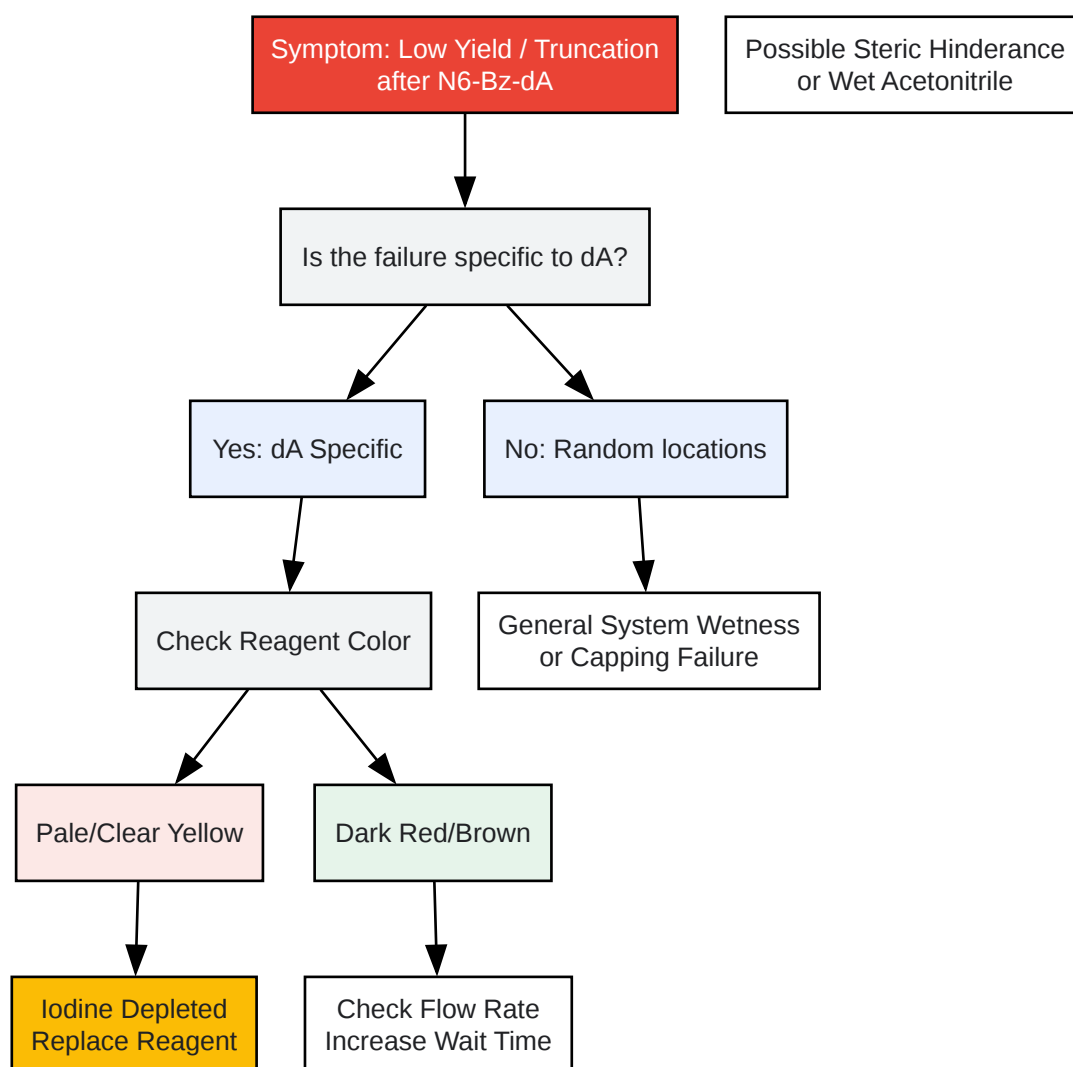 Symptom: Low Yield / Truncation
after N6-Bz-dA
Possible Steric Hinderance
or Wet Acetonitrile
Is the failure specific to dA?
Yes: dA Specific
No: Random locations
Check Reagent Color
General System Wetness
or Capping Failure
Pale/Clear Yellow
Dark Red/Brown
Iodine Depleted
Replace Reagent
Check Flow Rate
Increase Wait Time